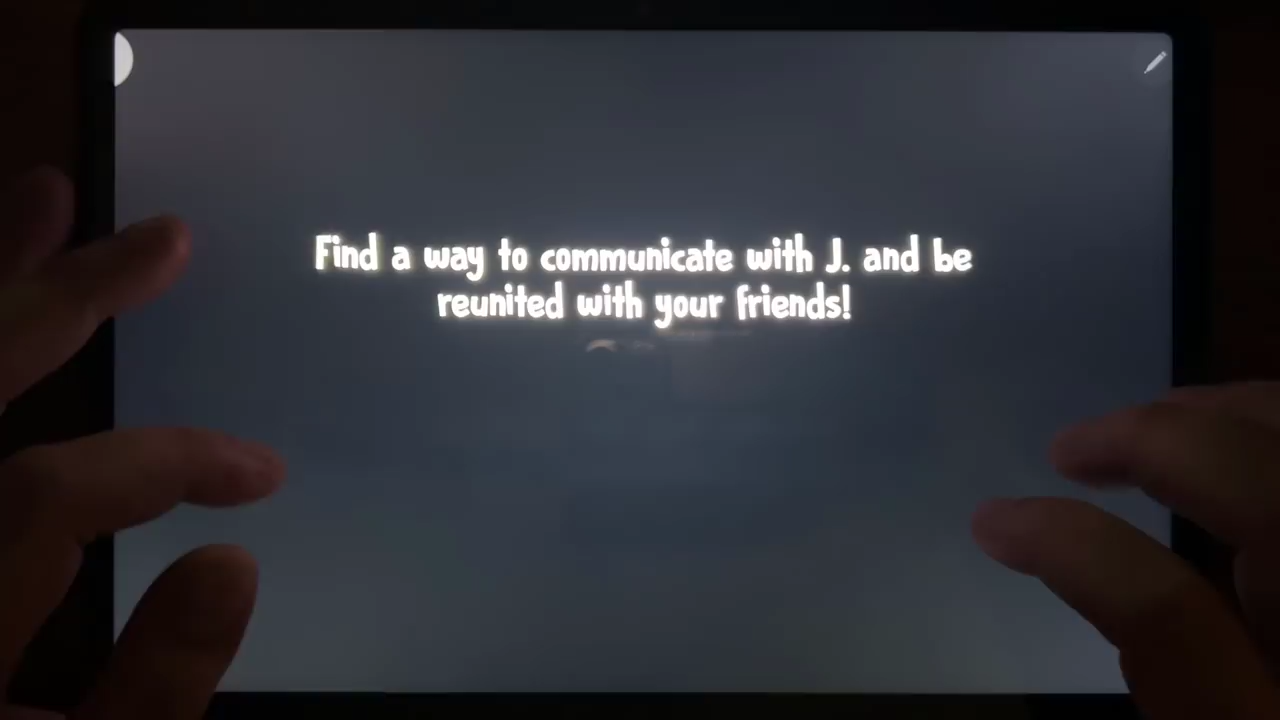 Find a way to communicate with J. and be
reunited with your friends!